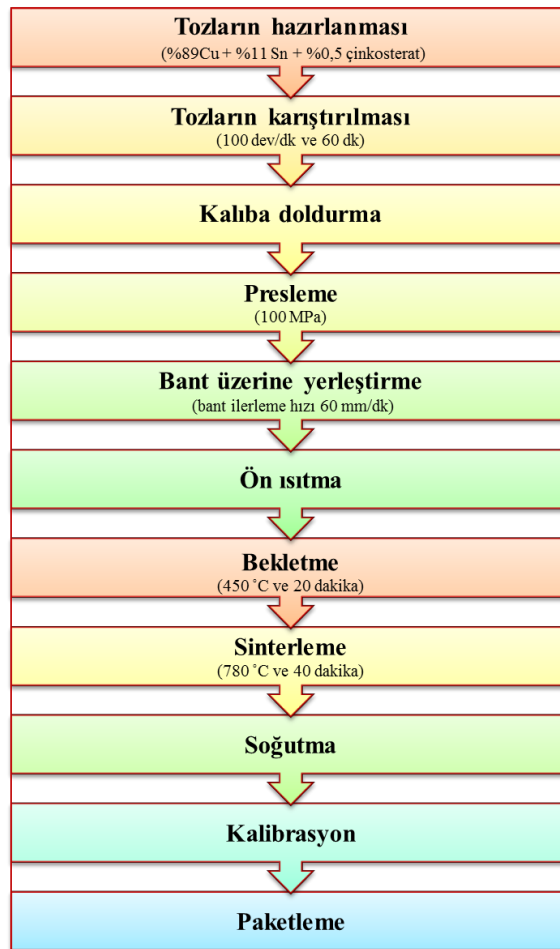 Tozların hazırlanması
(%89Cu + %11 Sn + %0,5 çinkosterat)
Tozların karıştırılması
(100 dev/dk ve 60 dk)
Kalıba doldurma
Presleme
(100 MPa)
Bant üzerine yerleştirme
(bant ilerleme hızı 60 mm/dk)
Ön ısıtma
Bekletme
(450 ˚C ve 20 dakika)
Sinterleme
(780 ˚C ve 40 dakika)
Soğutma
Kalibrasyon
Paketleme